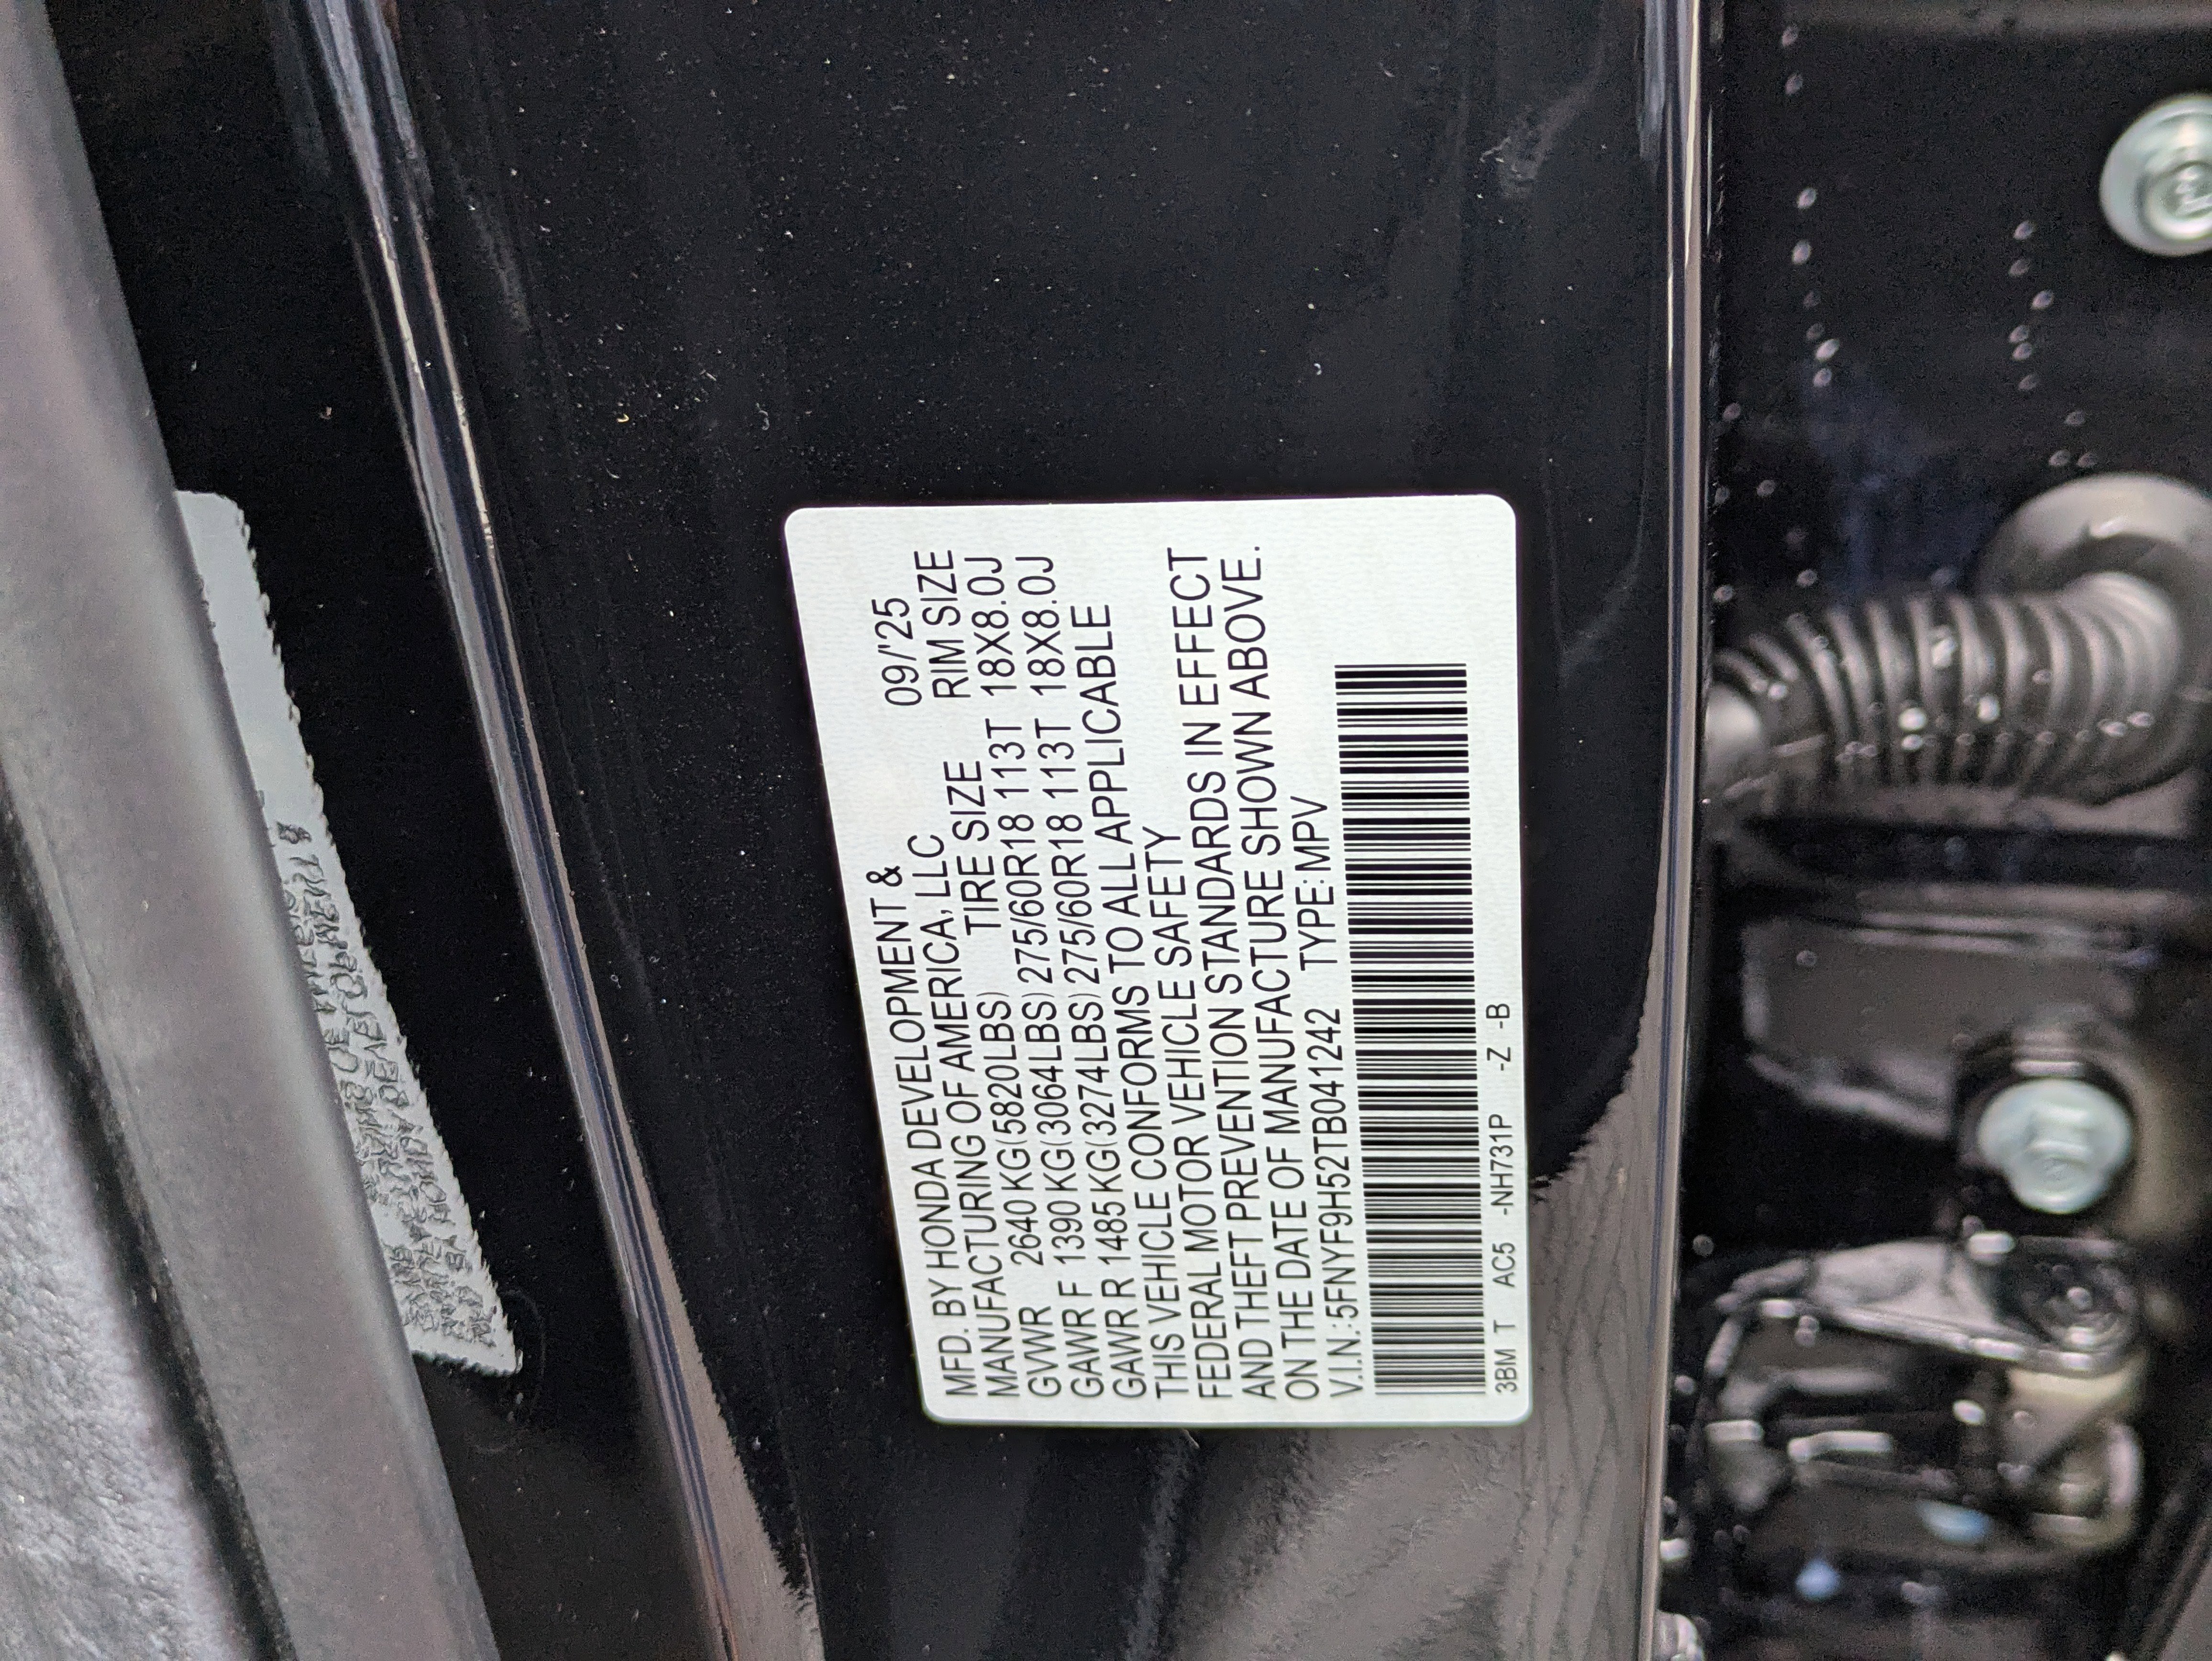 MFD. BY HONDA DEVELOPMENT & 09/'25
MANUFACTURING OF AMERICA, LLC RIM SIZE
GVWR 2640 KG(5820LBS) TIRE SIZE
GAWR F 1390 KG(3064LBS) 275/60R18 113T 18X8.0J
GAWR R 1485 KG(3274LBS) 275/60R18 113T 18X8.0J
THIS VEHICLE CONFORMS TO ALL APPLICABLE
FEDERAL MOTOR VEHICLE SAFETY
AND THEFT PREVENTION STANDARDS IN EFFECT
ON THE DATE OF MANUFACTURE SHOWN ABOVE.
V.I.N.:5FNYF9H52TB041242 TYPE:MPV
3BM T AC5 -NH731P -Z -B